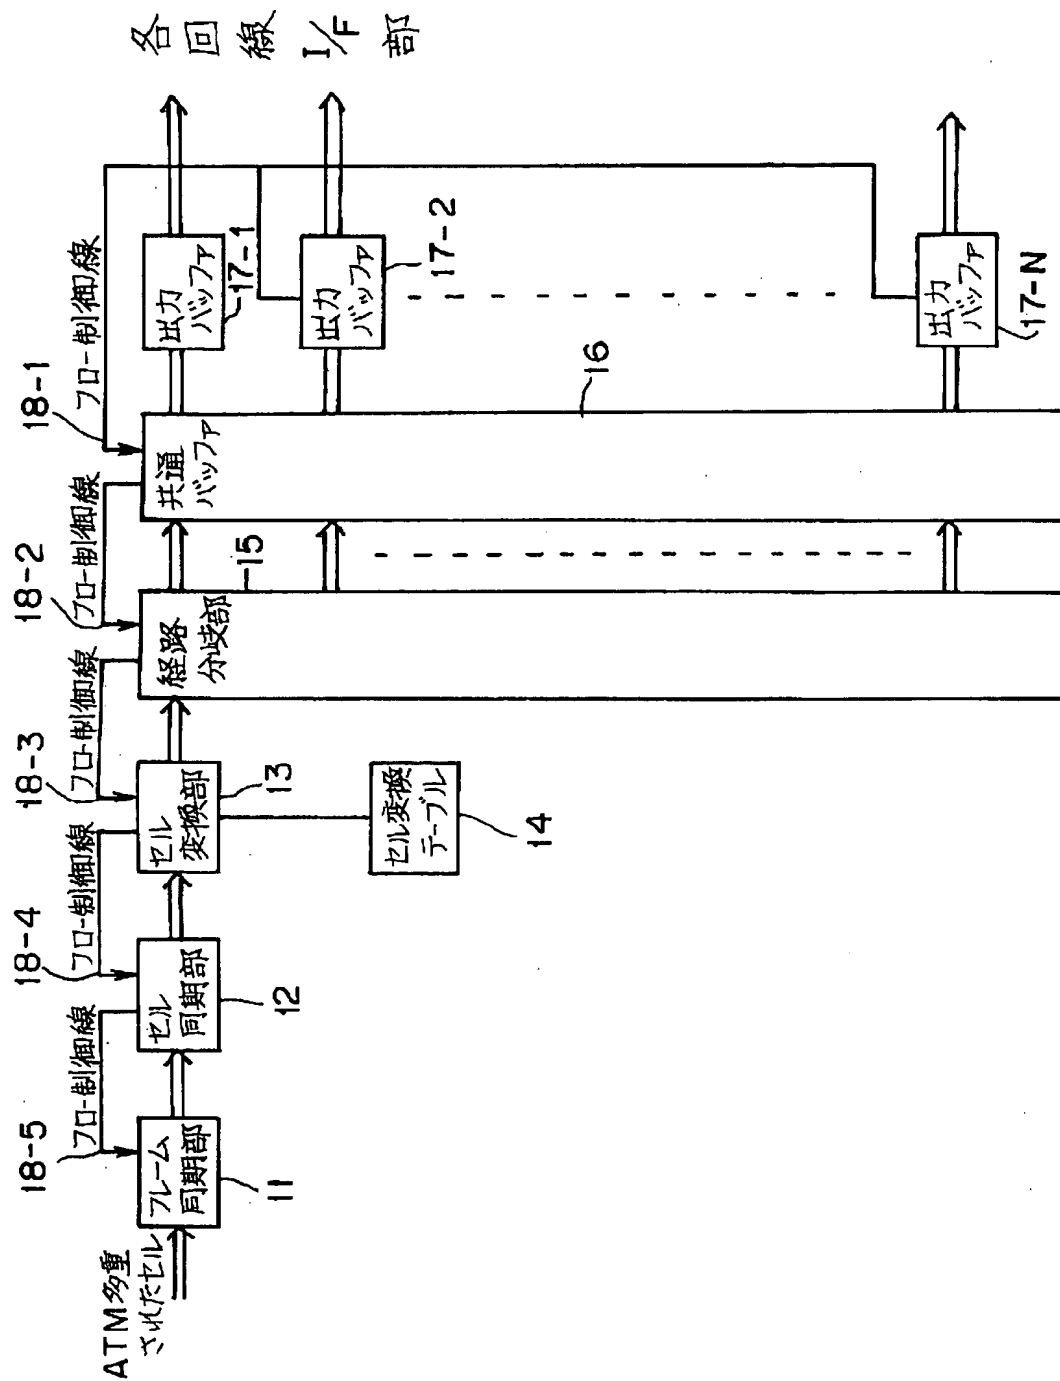 ATM多重
されたセル
フレーム
同期部
11
18-5
フロー制御線
セル
同期部
12
18-4
フロー制御線
セル
変換部
13
セル変換
テーブル
14
18-3
フロー制御線
経路
分岐部
15
18-2
フロー制御線
共通
バッファ
16
18-1
フロー制御線
出力
バッファ
17-1
出力
バッファ
17-2
出力
バッファ
17-N
各回線 I/F 部